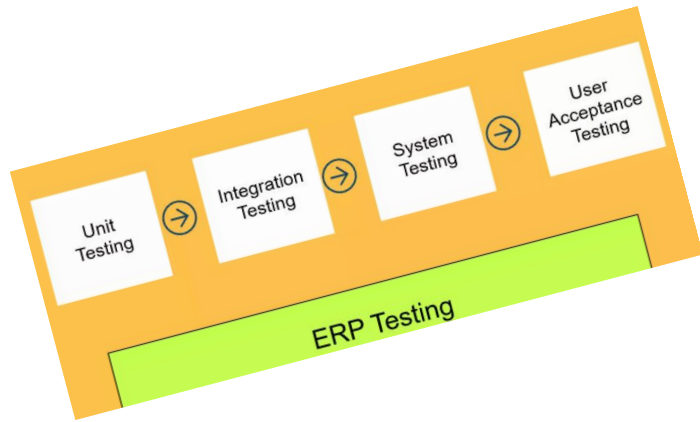 Unit
Testing
Integration
Testing
System
Testing
User
Acceptance
Testing
ERP Testing